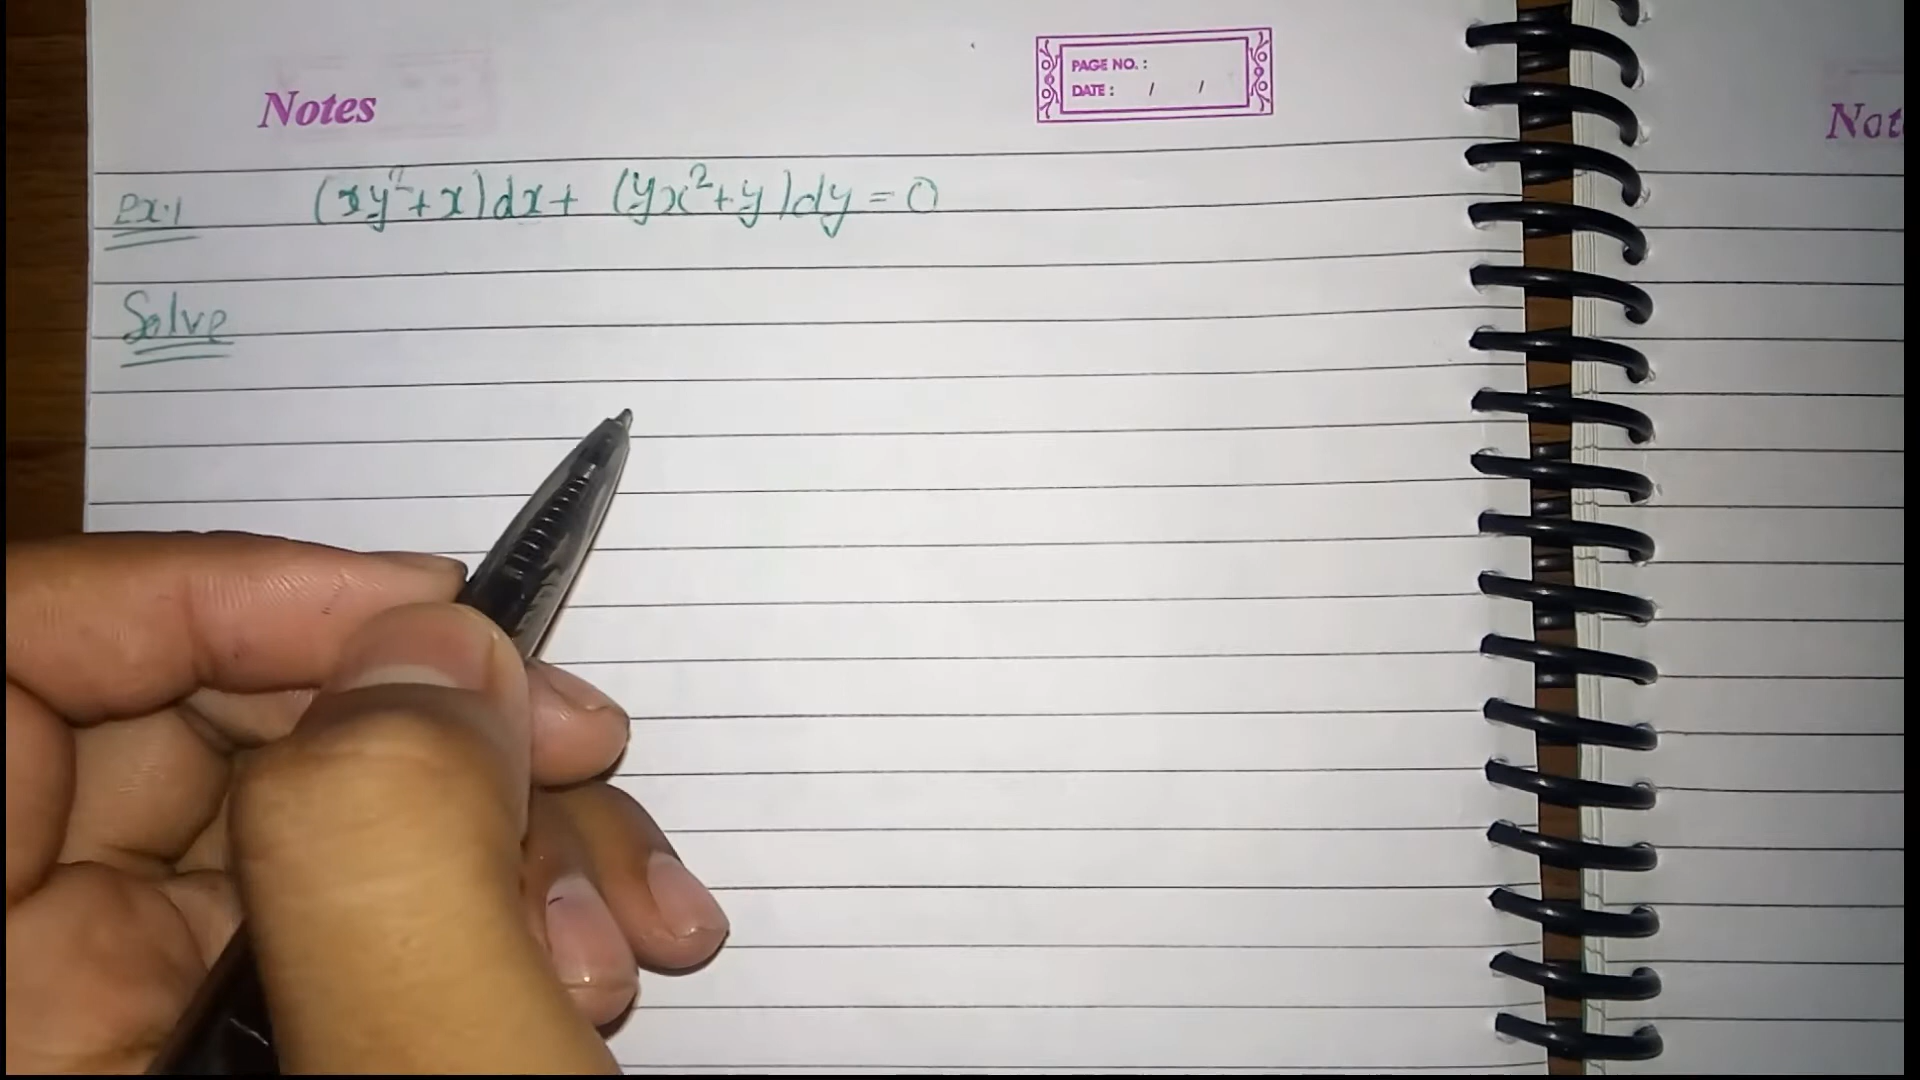 Notes
PAGE NO. :
DATE : / /
Not
Ex.1 (xy²+x)dx+ (yx²+y)dy=0
Solve